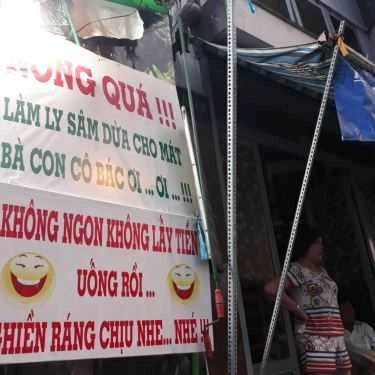 NÓNG QUÁ !!!
LÀM LY SÂM DỪA CHO MÁT
BÀ CON CÔ BÁC ƠI ... ƠI ... !!!
KHÔNG NGON KHÔNG LẤY TIỀN
UỐNG RỒI ...
GHIỀN RÁNG CHỊU NHE... NHÉ !!!